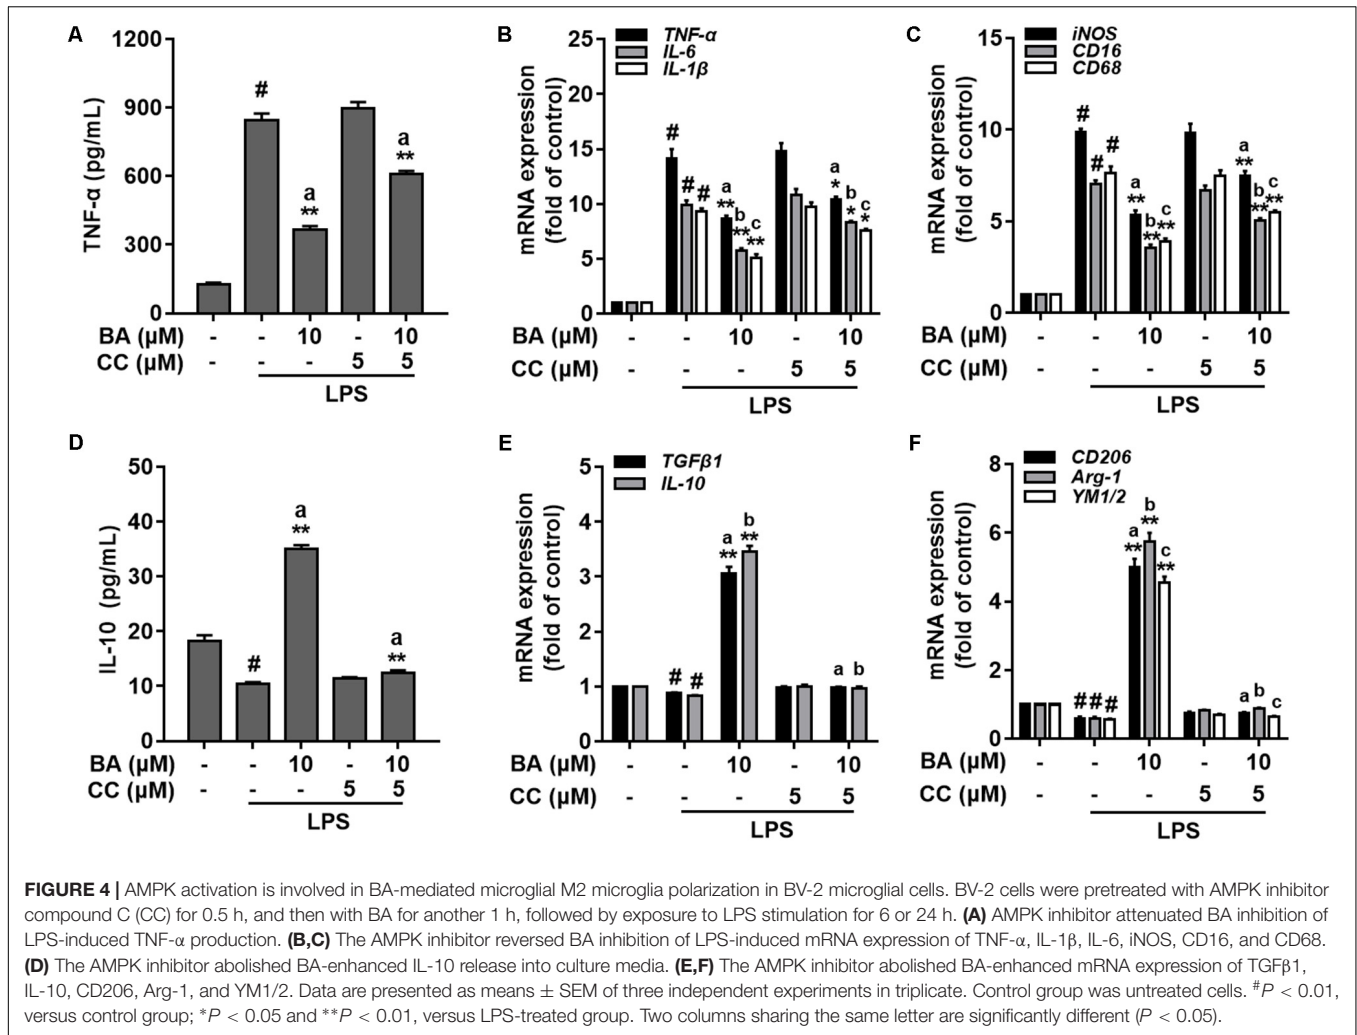 A
1200
900
600
300
0
TNF-α (pg/mL)
#
a
**
a
**
BA (µM) - - 10 - 10
CC (µM) - - - 5 5
LPS
B
TNF-α
IL-6
IL-1β
25
20
15
10
5
0
mRNA expression
(fold of control)
#
# #
a
**
b
**
c
**
a
*
b
*
c
*
BA (µM) - - 10 - 10
CC (µM) - - - 5 5
LPS
C
iNOS
CD16
CD68
15
10
5
0
mRNA expression
(fold of control)
#
#
#
a
**
b
**
c
**
a
**
b
**
c
**
BA (µM) - - 10 - 10
CC (µM) - - - 5 5
LPS
D
50
40
30
20
10
0
IL-10 (pg/mL)
#
a
**
a
**
BA (µM) - - 10 - 10
CC (µM) - - - 5 5
LPS
E
TGFβ1
IL-10
5
4
3
2
1
0
mRNA expression
(fold of control)
# #
a
**
b
**
a b
BA (µM) - - 10 - 10
CC (µM) - - - 5 5
LPS
F
CD206
Arg-1
YM1/2
8
6
4
2
0
mRNA expression
(fold of control)
# # #
a
**
b
**
c
**
a b c
BA (µM) - - 10 - 10
CC (µM) - - - 5 5
LPS
FIGURE 4 | AMPK activation is involved in BA-mediated microglial M2 microglia polarization in BV-2 microglial cells. BV-2 cells were pretreated with AMPK inhibitor
compound C (CC) for 0.5 h, and then with BA for another 1 h, followed by exposure to LPS stimulation for 6 or 24 h. (A) AMPK inhibitor attenuated BA inhibition of
LPS-induced TNF-α production. (B,C) The AMPK inhibitor reversed BA inhibition of LPS-induced mRNA expression of TNF-α, IL-1β, IL-6, iNOS, CD16, and CD68.
(D) The AMPK inhibitor abolished BA-enhanced IL-10 release into culture media. (E,F) The AMPK inhibitor abolished BA-enhanced mRNA expression of TGFβ1,
IL-10, CD206, Arg-1, and YM1/2. Data are presented as means ± SEM of three independent experiments in triplicate. Control group was untreated cells. #P < 0.01,
versus control group; *P < 0.05 and **P < 0.01, versus LPS-treated group. Two columns sharing the same letter are significantly different (P < 0.05).